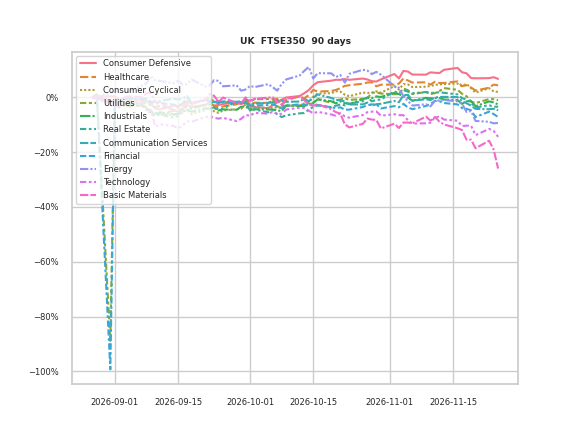 UK FTSE350 90 days
Consumer Defensive
Healthcare
Consumer Cyclical
Utilities
Industrials
Real Estate
Communication Services
Financial
Energy
Technology
Basic Materials
0%
−20%
−40%
−60%
−80%
−100%
2026-09-01 2026-09-15 2026-10-01 2026-10-15 2026-11-01 2026-11-15